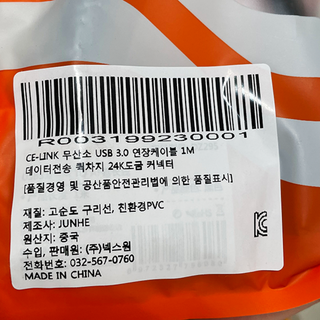 R003199230001
CE-LINK 무산소 USB 3.0 연장케이블 1M
데이터전송 퀵차지 24K도금 커넥터
[품질경영 및 공산품안전관리법에 의한 품질표시]
재질: 고순도 구리선, 친환경PVC
제조사: JUNHE
원산지: 중국
수입, 판매원: (주)넥스원
전화번호: 032-567-0760
MADE IN CHINA